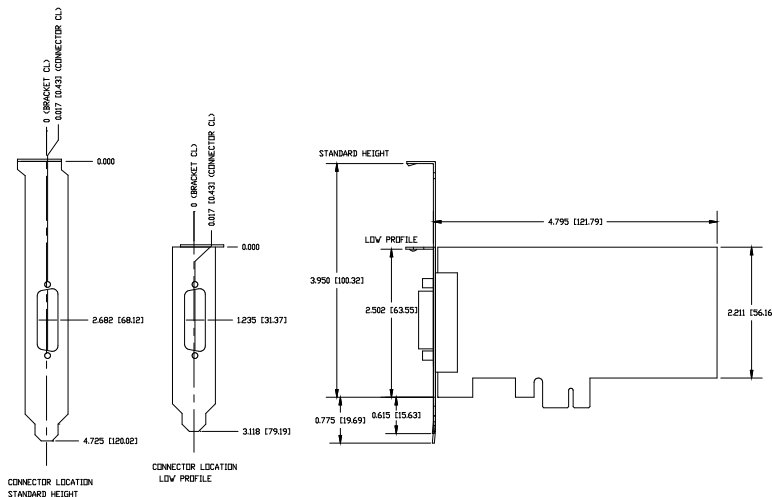 0 (BRACKET CL)
0.017 [0.43] (CONNECTOR CL)
0.000
2.682 [68.12]
4.725 [120.02]
CONNECTOR LOCATION
STANDARD HEIGHT
0 (BRACKET CL)
0.017 [0.43] (CONNECTOR CL)
0.000
1.235 [31.37]
3.118 [79.19]
CONNECTOR LOCATION
LOW PROFILE
STANDARD HEIGHT
4.795 [121.79]
LOW PROFILE
3.950 [100.32]
2.502 [63.55]
2.211 [56.16
0.775 [19.69]
0.615 [15.63]